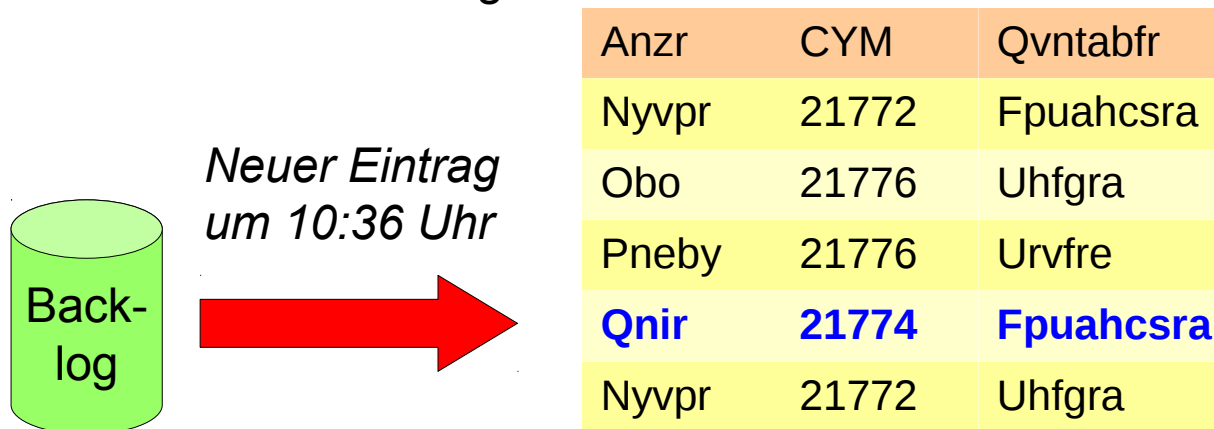 g
Neuer Eintrag
um 10:36 Uhr
Back-
log
Anzr CYM Qvntabfr
Nyvpr 21772 Fpuahcsra
Obo 21776 Uhfgra
Pneby 21776 Urvfre
Qnir 21774 Fpuahcsra
Nyvpr 21772 Uhfgra